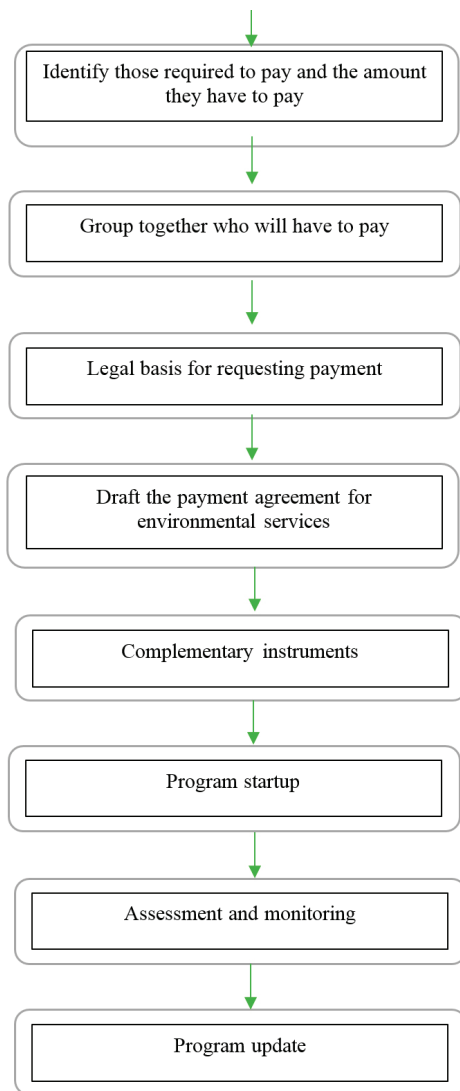 Identify those required to pay and the amount
they have to pay
Group together who will have to pay
Legal basis for requesting payment
Draft the payment agreement for
environmental services
Complementary instruments
Program startup
Assessment and monitoring
Program update